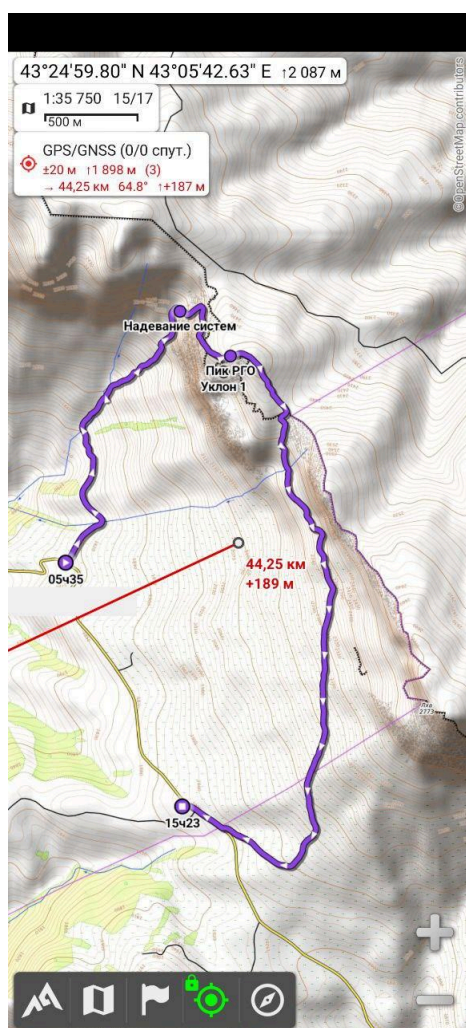 43°24'59.80" N 43°05'42.63" E ↑2 087 м
1:35 750 15/17
500 м
GPS/GNSS (0/0 спут.)
±20 м ↑1 898 м (3)
→ 44,25 км 64.8° ↑+187 м
©OpenStreetMap contributors
Надевание систем
Пик РГО
Уклон 1
44,25 км
+189 м
05ч35
Лха
2773
15ч23